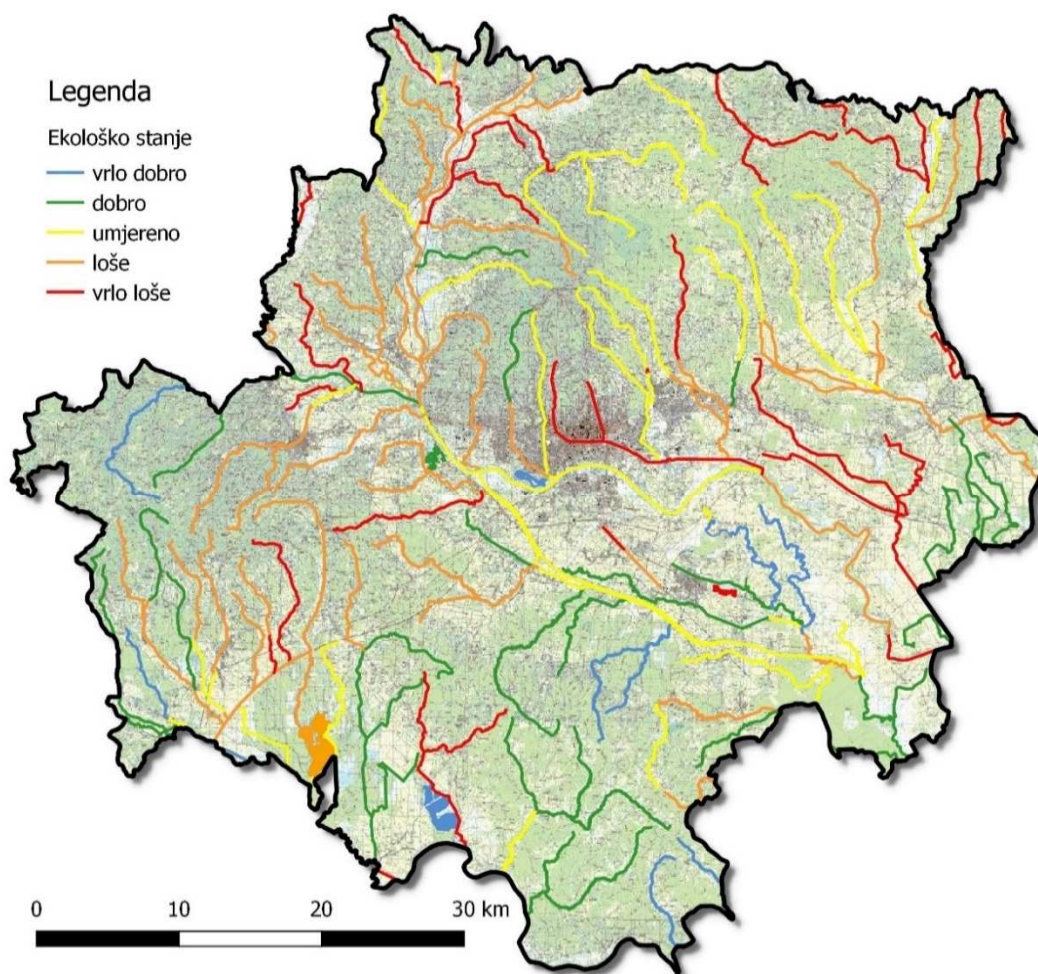 Legenda
Ekološko stanje
vrlo dobro
dobro
umjereno
loše
vrlo loše
0 10 20 30 km